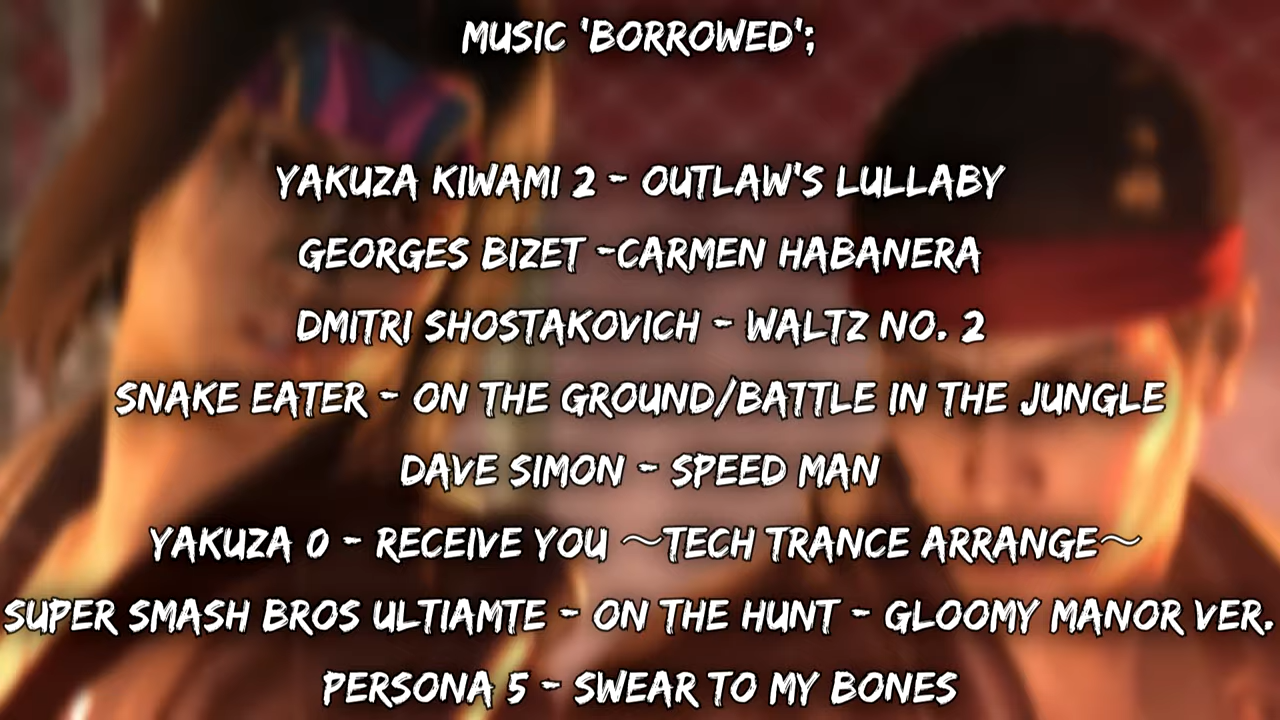 MUSIC 'BORROWED';
YAKUZA KIWAMI 2 - OUTLAW'S LULLABY
GEORGES BIZET -CARMEN HABANERA
DMITRI SHOSTAKOVICH - WALTZ NO. 2
SNAKE EATER - ON THE GROUND/BATTLE IN THE JUNGLE
DAVE SIMON - SPEED MAN
YAKUZA 0 - RECEIVE YOU ～TECH TRANCE ARRANGE～
SUPER SMASH BROS ULTIAMTE - ON THE HUNT - GLOOMY MANOR VER.
PERSONA 5 - SWEAR TO MY BONES